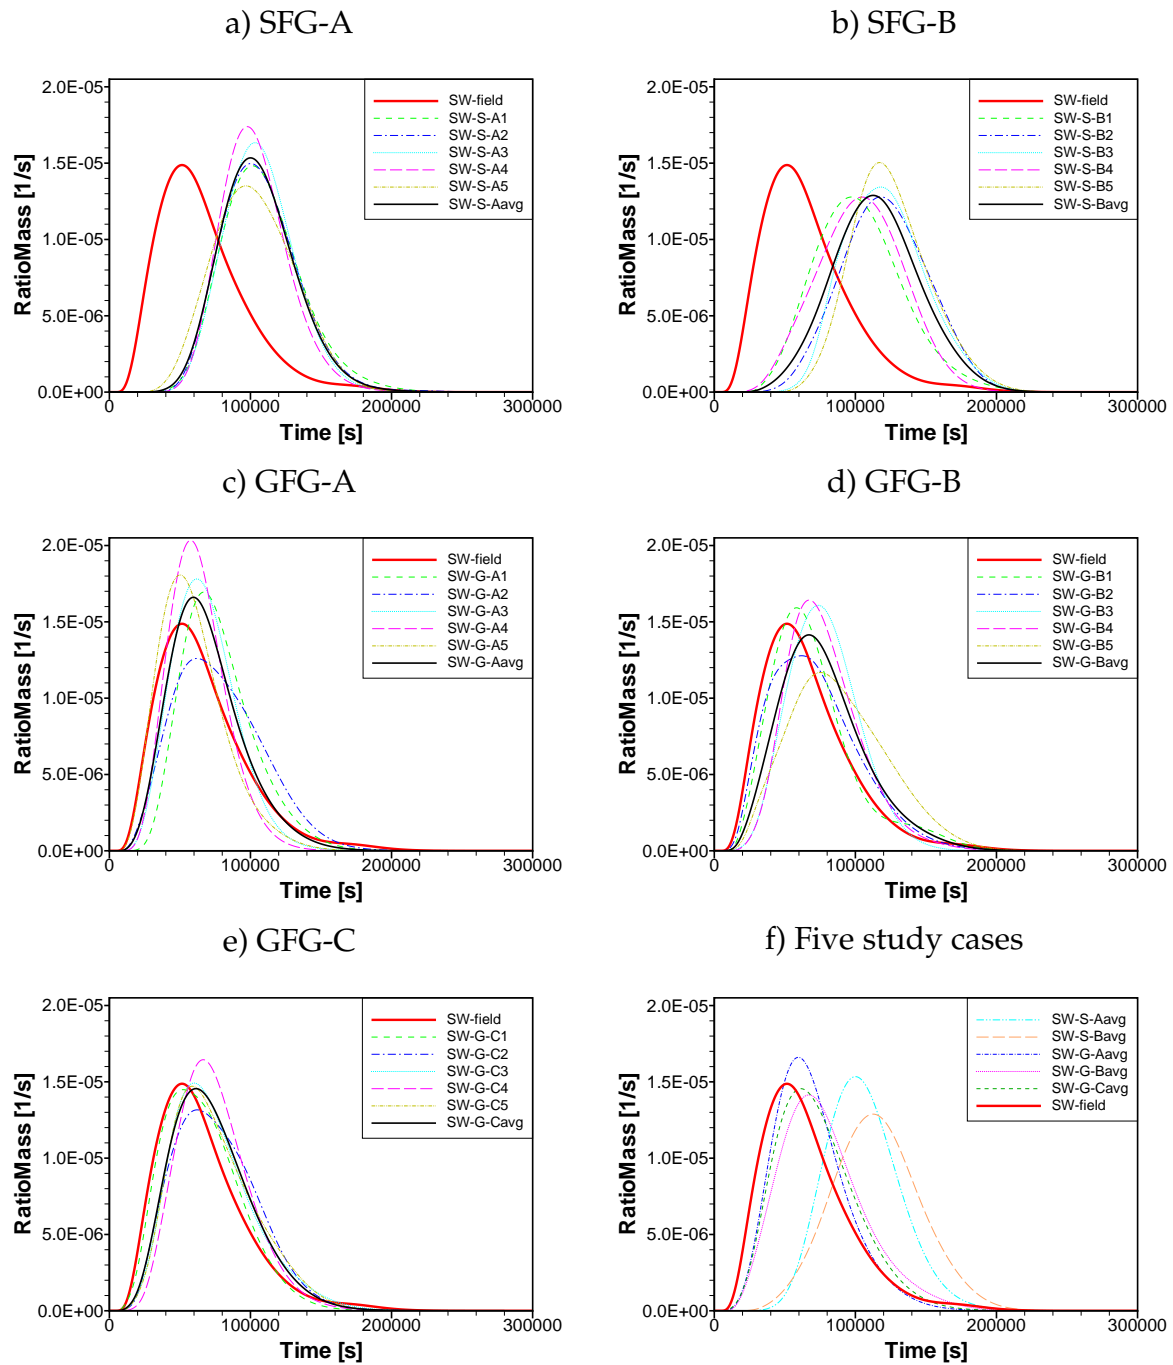 a) SFG-A
RatioMass [1/s]
2.0E-05
1.5E-05
1.0E-05
5.0E-06
0.0E+00
0
100000
200000
300000
Time [s]
SW-field
SW-S-A1
SW-S-A2
SW-S-A3
SW-S-A4
SW-S-A5
SW-S-Aavg
b) SFG-B
RatioMass [1/s]
2.0E-05
1.5E-05
1.0E-05
5.0E-06
0.0E+00
0
100000
200000
300000
Time [s]
SW-field
SW-S-B1
SW-S-B2
SW-S-B3
SW-S-B4
SW-S-B5
SW-S-Bavg
c) GFG-A
RatioMass [1/s]
2.0E-05
1.5E-05
1.0E-05
5.0E-06
0.0E+00
0
100000
200000
300000
Time [s]
SW-field
SW-G-A1
SW-G-A2
SW-G-A3
SW-G-A4
SW-G-A5
SW-G-Aavg
d) GFG-B
RatioMass [1/s]
2.0E-05
1.5E-05
1.0E-05
5.0E-06
0.0E+00
0
100000
200000
300000
Time [s]
SW-field
SW-G-B1
SW-G-B2
SW-G-B3
SW-G-B4
SW-G-B5
SW-G-Bavg
e) GFG-C
RatioMass [1/s]
2.0E-05
1.5E-05
1.0E-05
5.0E-06
0.0E+00
0
100000
200000
300000
Time [s]
SW-field
SW-G-C1
SW-G-C2
SW-G-C3
SW-G-C4
SW-G-C5
SW-G-Cavg
f) Five study cases
RatioMass [1/s]
2.0E-05
1.5E-05
1.0E-05
5.0E-06
0.0E+00
0
100000
200000
300000
Time [s]
SW-S-Aavg
SW-S-Bavg
SW-G-Aavg
SW-G-Bavg
SW-G-Cavg
SW-field